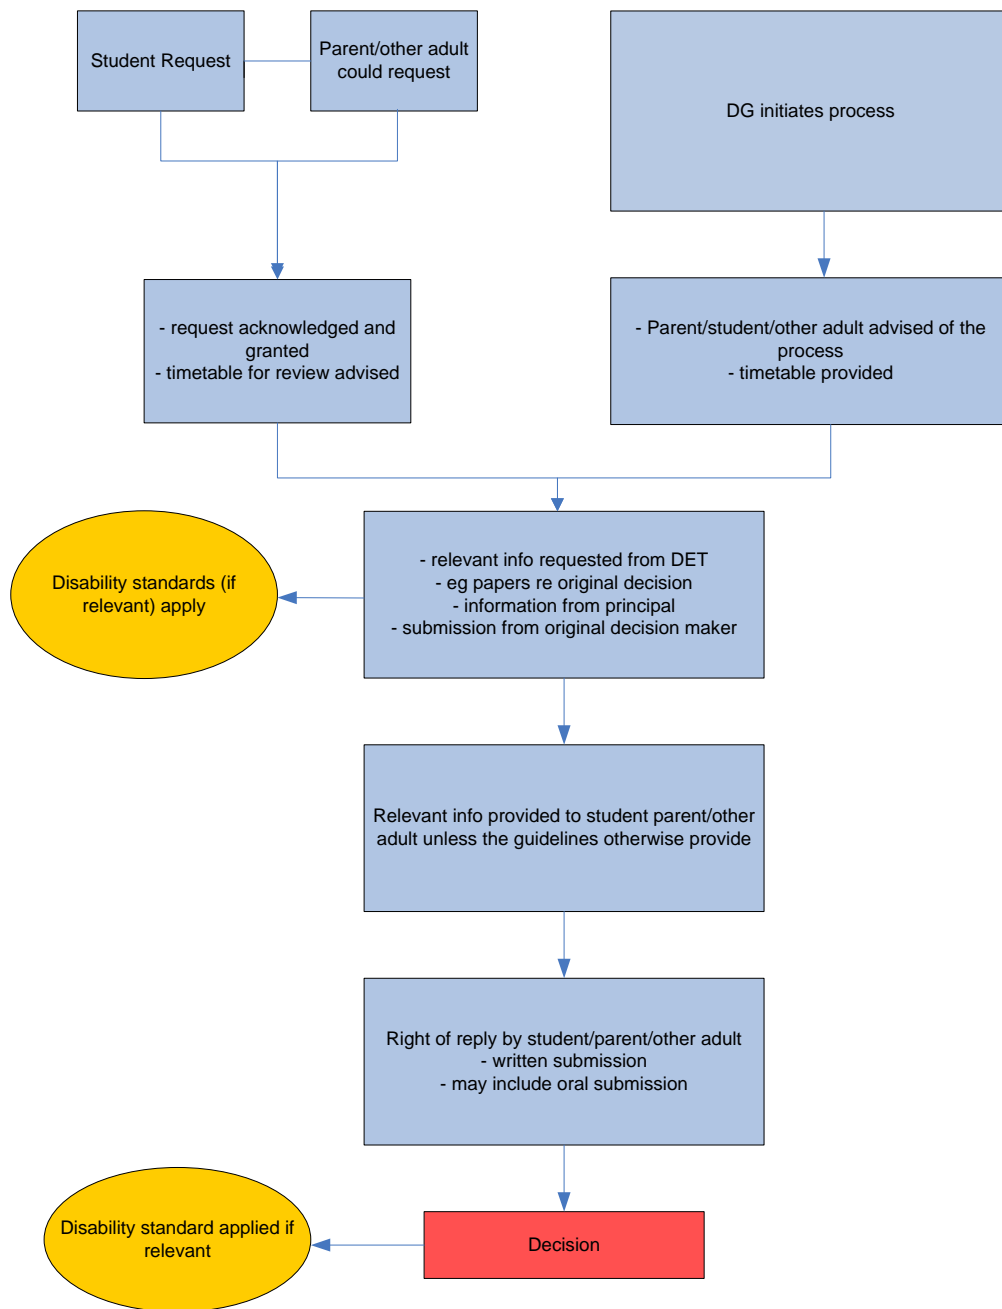 Student Request
Parent/other adult
could request
DG initiates process
- request acknowledged and
granted
- timetable for review advised
- Parent/student/other adult advised of the
process
- timetable provided
Disability standards (if
relevant) apply
- relevant info requested from DET
- eg papers re original decision
- information from principal
- submission from original decision maker
Relevant info provided to student parent/other
adult unless the guidelines otherwise provide
Right of reply by student/parent/other adult
- written submission
- may include oral submission
Disability standard applied if
relevant
Decision